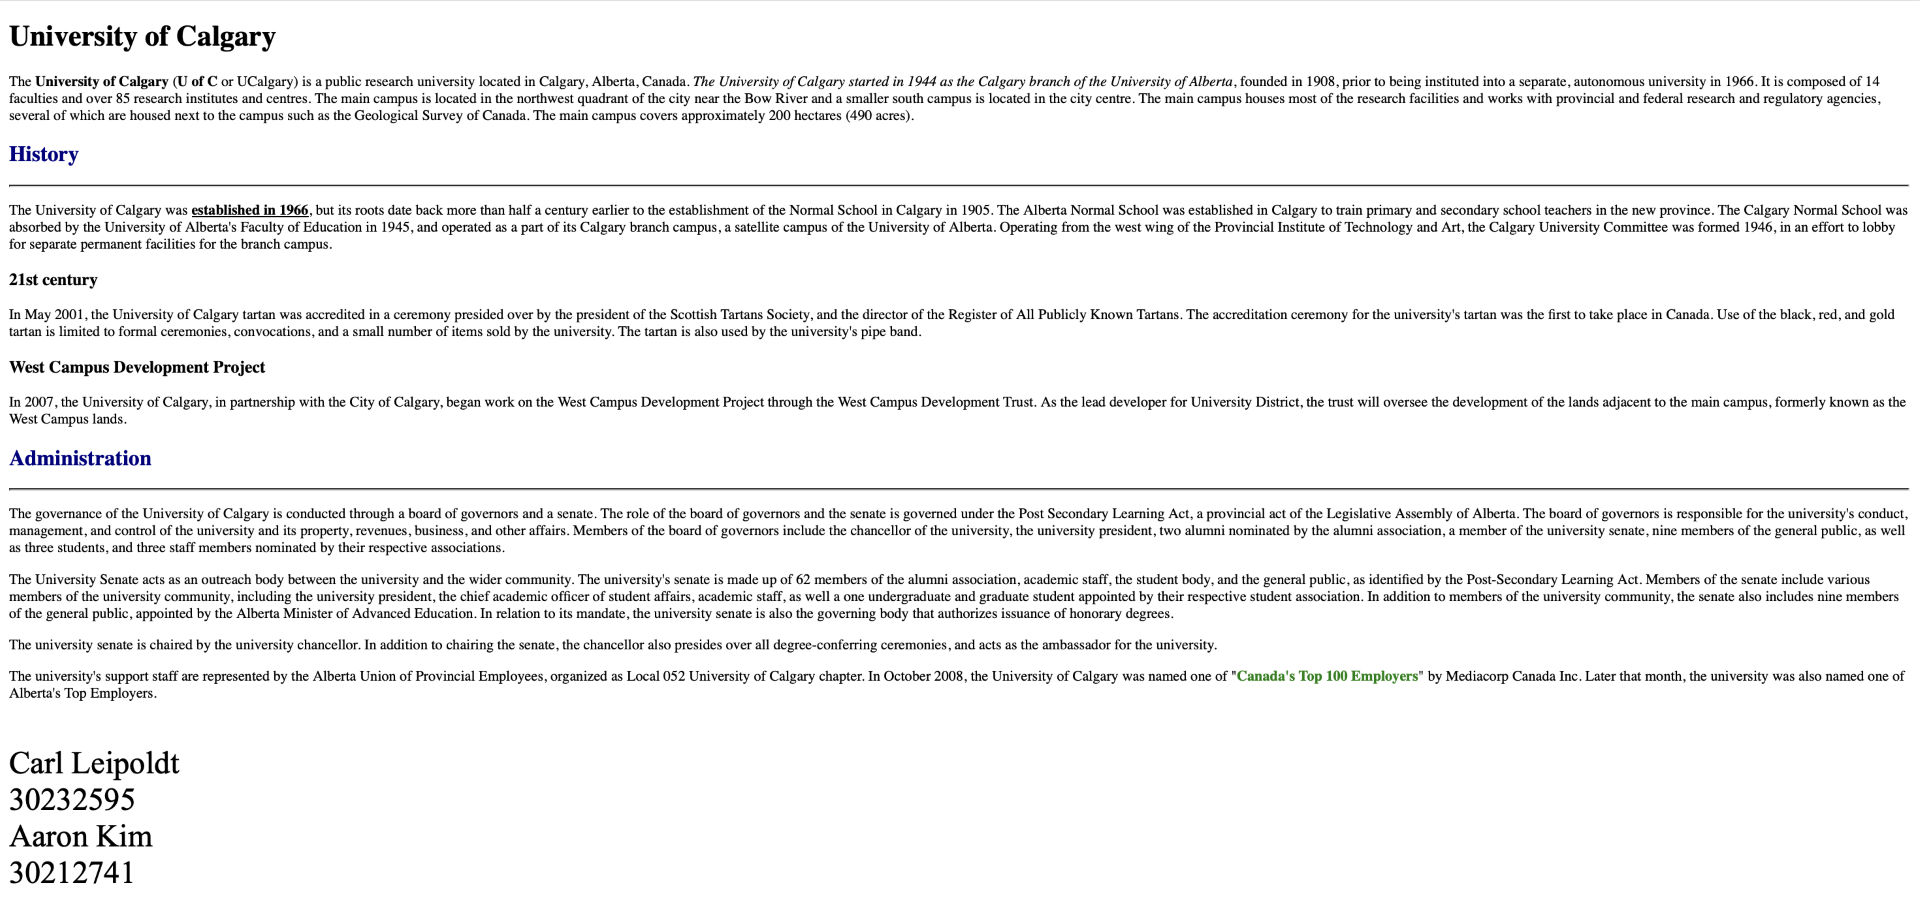 University of Calgary
The University of Calgary (U of C or UCalgary) is a public research university located in Calgary, Alberta, Canada. The University of Calgary started in 1944 as the Calgary branch of the University of Alberta, founded in 1908, prior to being instituted into a separate, autonomous university in 1966. It is composed of 14
faculties and over 85 research institutes and centres. The main campus is located in the northwest quadrant of the city near the Bow River and a smaller south campus is located in the city centre. The main campus houses most of the research facilities and works with provincial and federal research and regulatory agencies,
several of which are housed next to the campus such as the Geological Survey of Canada. The main campus covers approximately 200 hectares (490 acres).
History
The University of Calgary was established in 1966, but its roots date back more than half a century earlier to the establishment of the Normal School in Calgary in 1905. The Alberta Normal School was established in Calgary to train primary and secondary school teachers in the new province. The Calgary Normal School was
absorbed by the University of Alberta's Faculty of Education in 1945, and operated as a part of its Calgary branch campus, a satellite campus of the University of Alberta. Operating from the west wing of the Provincial Institute of Technology and Art, the Calgary University Committee was formed 1946, in an effort to lobby
for separate permanent facilities for the branch campus.
21st century
In May 2001, the University of Calgary tartan was accredited in a ceremony presided over by the president of the Scottish Tartans Society, and the director of the Register of All Publicly Known Tartans. The accreditation ceremony for the university's tartan was the first to take place in Canada. Use of the black, red, and gold
tartan is limited to formal ceremonies, convocations, and a small number of items sold by the university. The tartan is also used by the university's pipe band.
West Campus Development Project
In 2007, the University of Calgary, in partnership with the City of Calgary, began work on the West Campus Development Project through the West Campus Development Trust. As the lead developer for University District, the trust will oversee the development of the lands adjacent to the main campus, formerly known as the
West Campus lands.
Administration
The governance of the University of Calgary is conducted through a board of governors and a senate. The role of the board of governors and the senate is governed under the Post Secondary Learning Act, a provincial act of the Legislative Assembly of Alberta. The board of governors is responsible for the university's conduct,
management, and control of the university and its property, revenues, business, and other affairs. Members of the board of governors include the chancellor of the university, the university president, two alumni nominated by the alumni association, a member of the university senate, nine members of the general public, as well
as three students, and three staff members nominated by their respective associations.
The University Senate acts as an outreach body between the university and the wider community. The university's senate is made up of 62 members of the alumni association, academic staff, the student body, and the general public, as identified by the Post-Secondary Learning Act. Members of the senate include various
members of the university community, including the university president, the chief academic officer of student affairs, academic staff, as well a one undergraduate and graduate student appointed by their respective student association. In addition to members of the university community, the senate also includes nine members
of the general public, appointed by the Alberta Minister of Advanced Education. In relation to its mandate, the university senate is also the governing body that authorizes issuance of honorary degrees.
The university senate is chaired by the university chancellor. In addition to chairing the senate, the chancellor also presides over all degree-conferring ceremonies, and acts as the ambassador for the university.
The university's support staff are represented by the Alberta Union of Provincial Employees, organized as Local 052 University of Calgary chapter. In October 2008, the University of Calgary was named one of "Canada's Top 100 Employers" by Mediacorp Canada Inc. Later that month, the university was also named one of
Alberta's Top Employers.
Carl Leipoldt
30232595
Aaron Kim
30212741